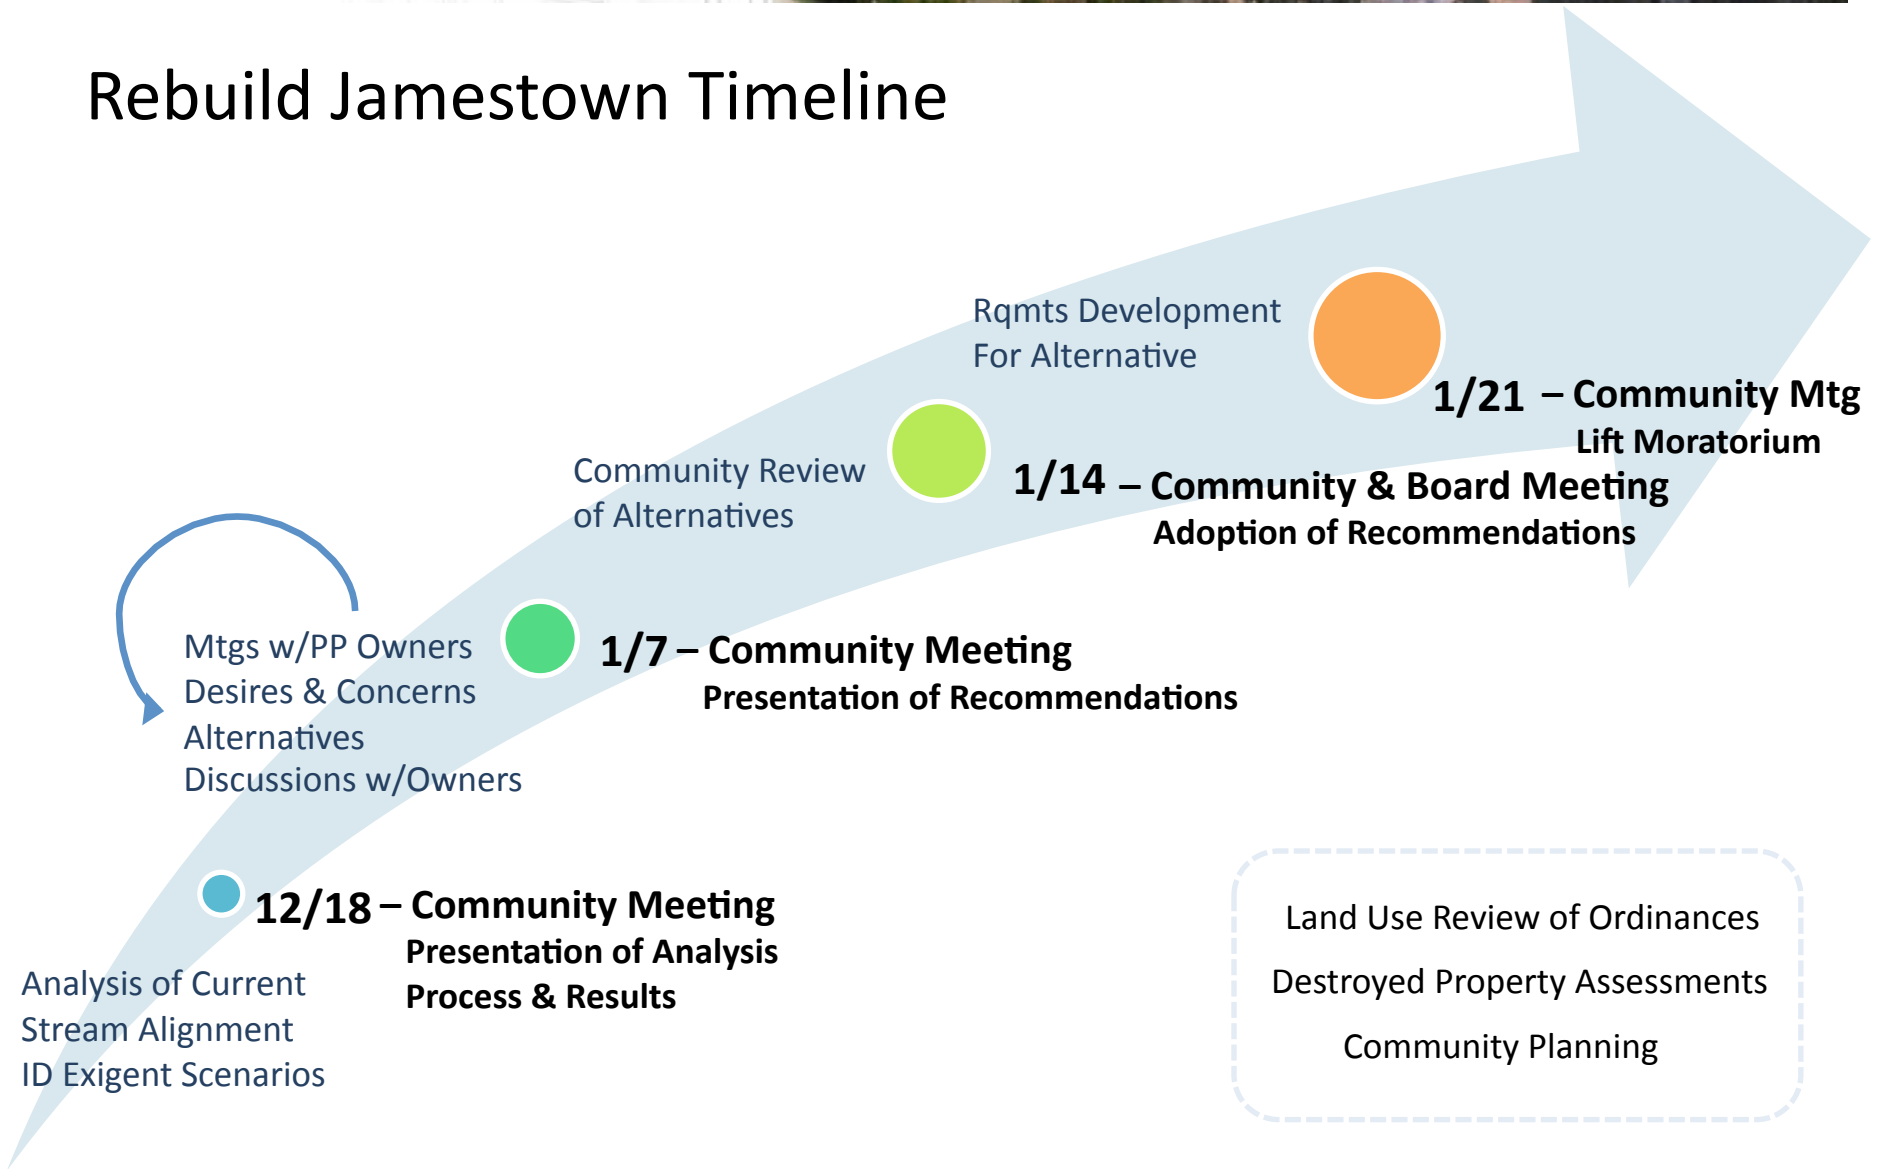 Rebuild Jamestown Timeline
Rqmts Development
For Alternative
1/21 – Community Mtg
Lift Moratorium
Community Review
of Alternatives
1/14 – Community & Board Meeting
Adoption of Recommendations
Mtgs w/PP Owners
Desires & Concerns
Alternatives
Discussions w/Owners
1/7 – Community Meeting
Presentation of Recommendations
12/18 – Community Meeting
Presentation of Analysis
Process & Results
Analysis of Current
Stream Alignment
ID Exigent Scenarios
Land Use Review of Ordinances
Destroyed Property Assessments
Community Planning